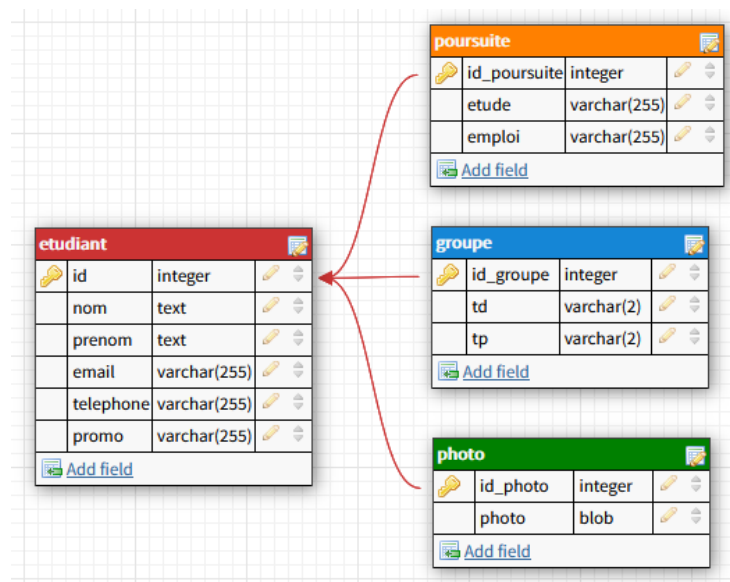 poursuite
id_poursuite integer
etude varchar(255)
emploi varchar(255)
Add field
etudiant
id integer
nom text
prenom text
email varchar(255)
telephone varchar(255)
promo varchar(255)
Add field
groupe
id_groupe integer
td varchar(2)
tp varchar(2)
Add field
photo
id_photo integer
photo blob
Add field